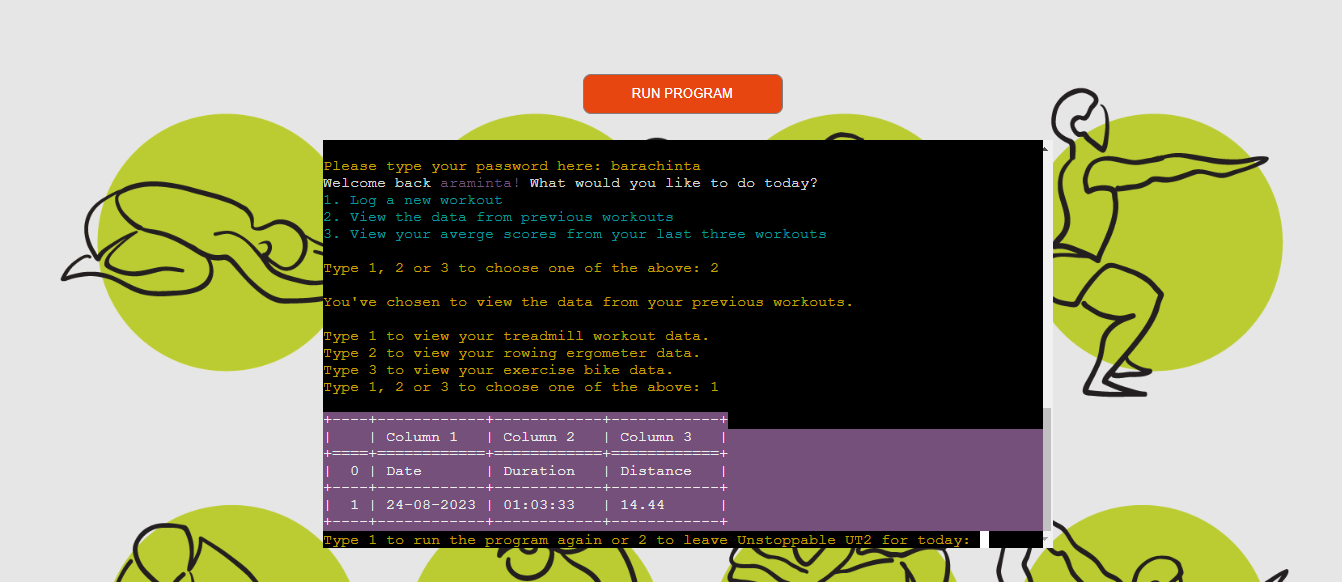 RUN PROGRAM
Please type your password here: barachinta
Welcome back araminta! What would you like to do today?
1. Log a new workout
2. View the data from previous workouts
3. View your averge scores from your last three workouts
Type 1, 2 or 3 to choose one of the above: 2
You've chosen to view the data from your previous workouts.
Type 1 to view your treadmill workout data.
Type 2 to view your rowing ergometer data.
Type 3 to view your exercise bike data.
Type 1, 2 or 3 to choose one of the above: 1
+----+------------+------------+------------+
|    | Column 1   | Column 2   | Column 3   |
+====+============+============+============+
|  0 | Date       | Duration   | Distance   |
+----+------------+------------+------------+
|  1 | 24-08-2023 | 01:03:33   | 14.44      |
+----+------------+------------+------------+
Type 1 to run the program again or 2 to leave Unstoppable UT2 for today: